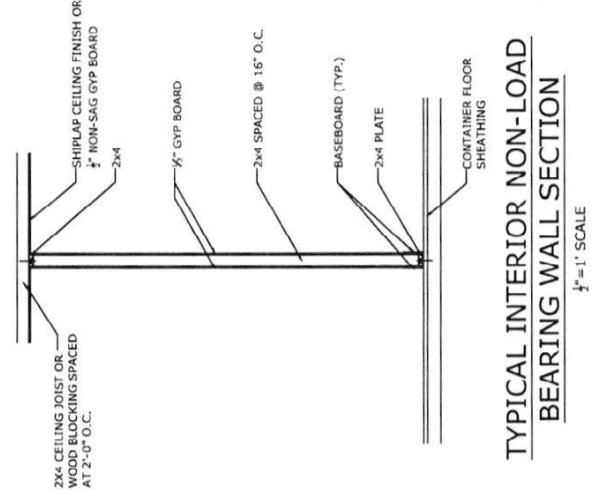 2X4 CEILING JOIST OR
WOOD BLOCKING SPACED
AT 2'-0" O.C.
SHIPLAP CEILING FINISH OR
½" NON-SAG GYP BOARD
2x4
½" GYP BOARD
2x4 SPACED @ 16" O.C.
BASEBOARD (TYP.)
2x4 PLATE
CONTAINER FLOOR
SHEATHING
TYPICAL INTERIOR NON-LOAD
BEARING WALL SECTION
½"=1' SCALE